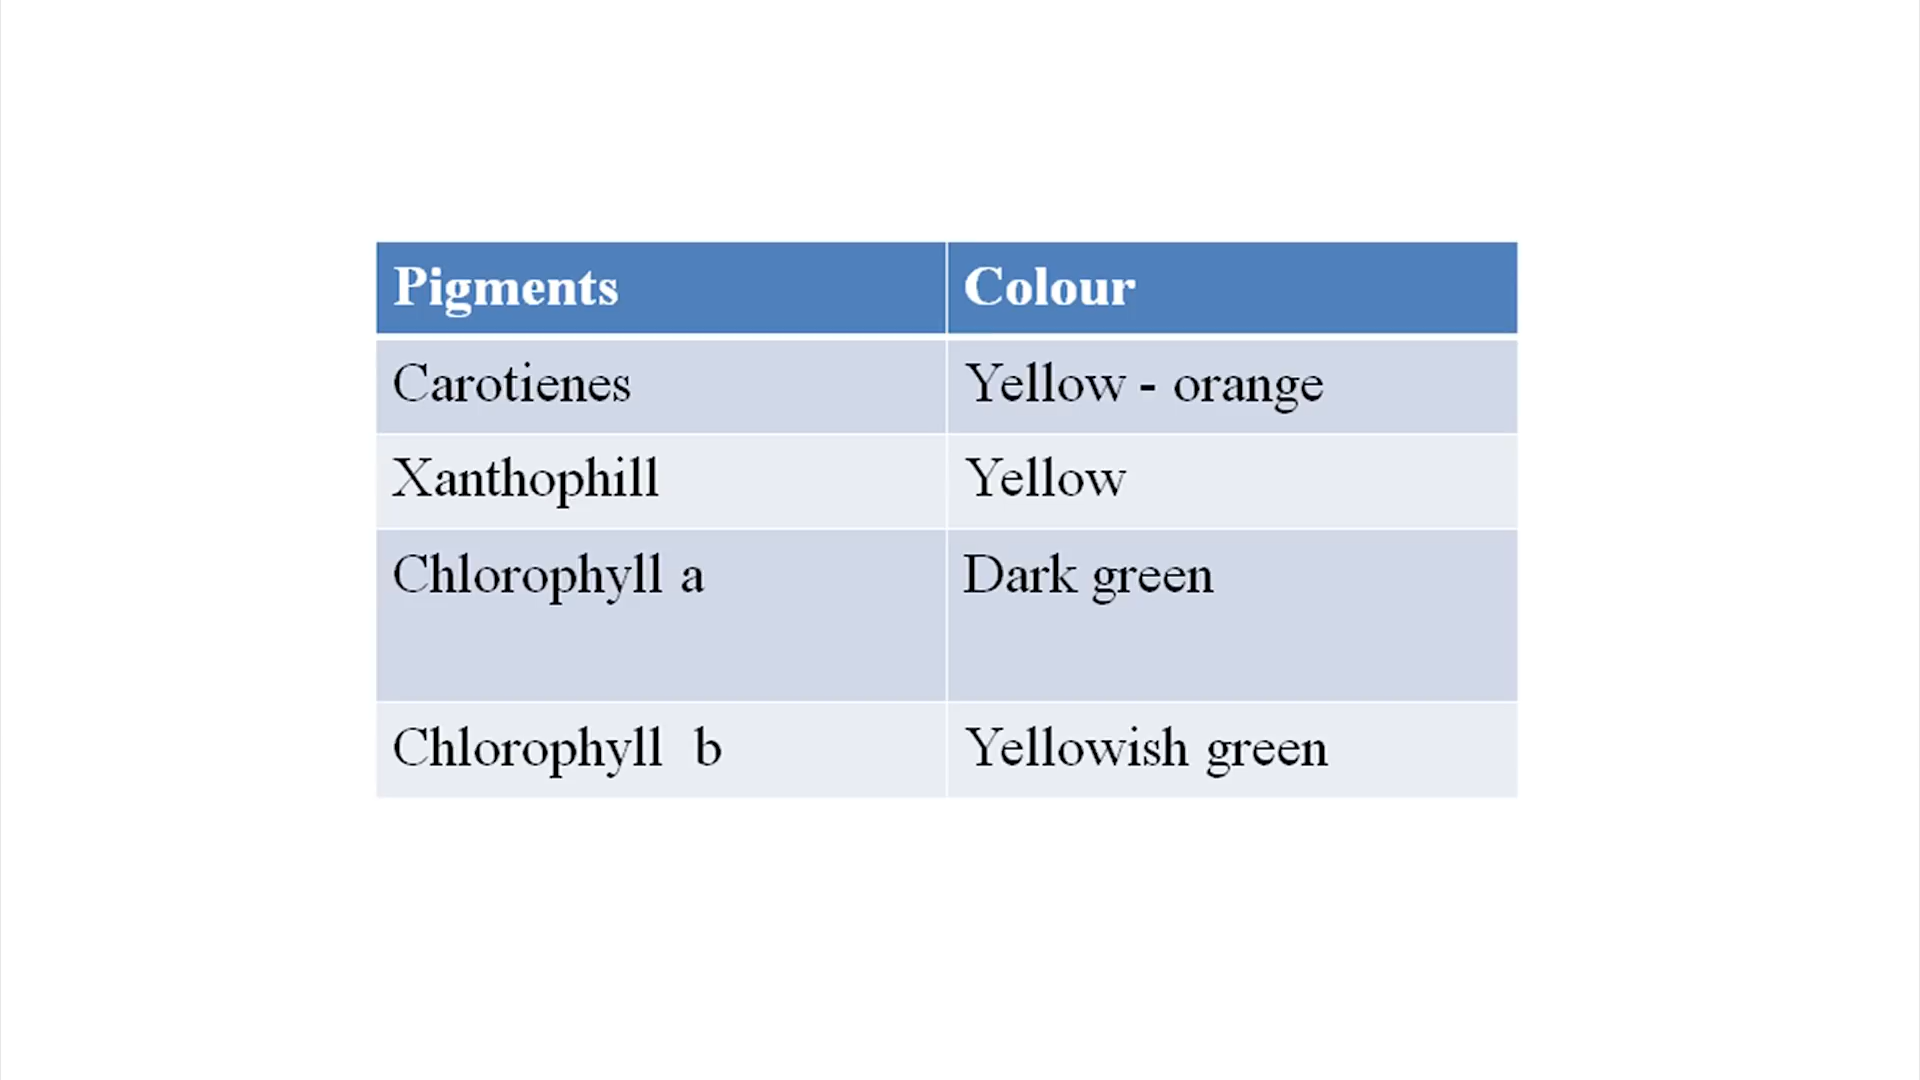 Pigments Colour
Carotienes Yellow - orange
Xanthophill Yellow
Chlorophyll a Dark green
Chlorophyll b Yellowish green